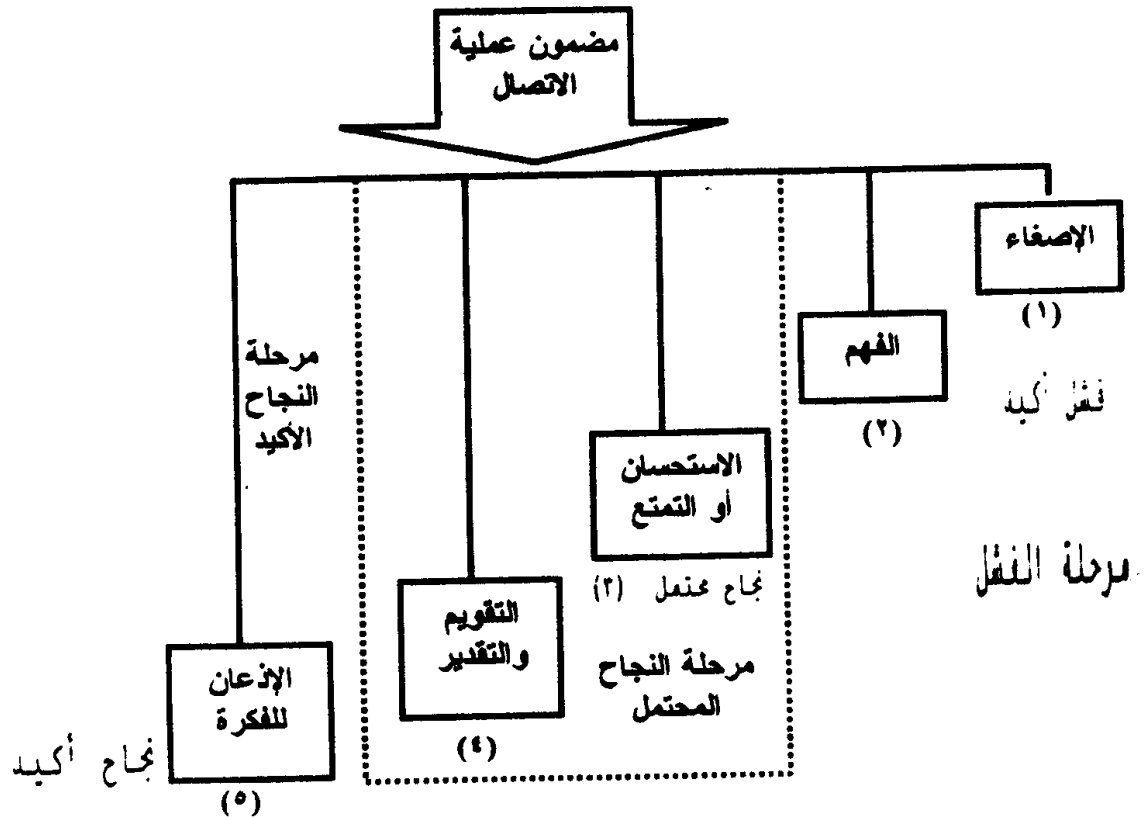 مضمون عملية
الاتصال
الإصغاء
(١)
فشل أكيد
مرحلة الفشل
الفهم
(٢)
الاستحسان
أو التمتع
نجاح محتمل (٣)
مرحلة النجاح
المحتمل
التقويم
والتقدير
(٤)
مرحلة
النجاح
الأكيد
الإذعان
للفكرة
(٥)
نجاح أكيد